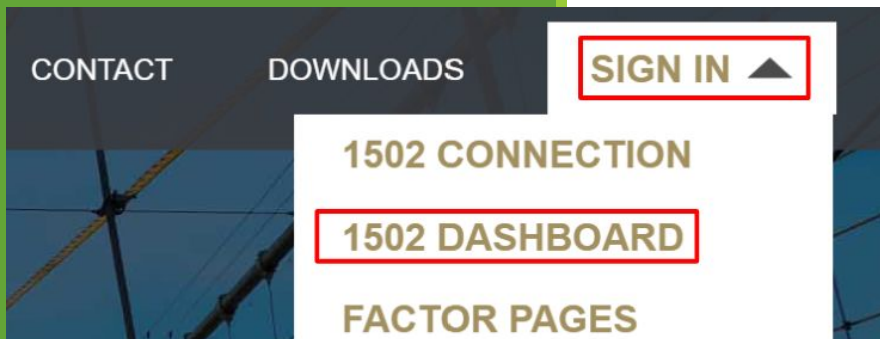 CONTACT DOWNLOADS SIGN IN
1502 CONNECTION
1502 DASHBOARD
FACTOR PAGES